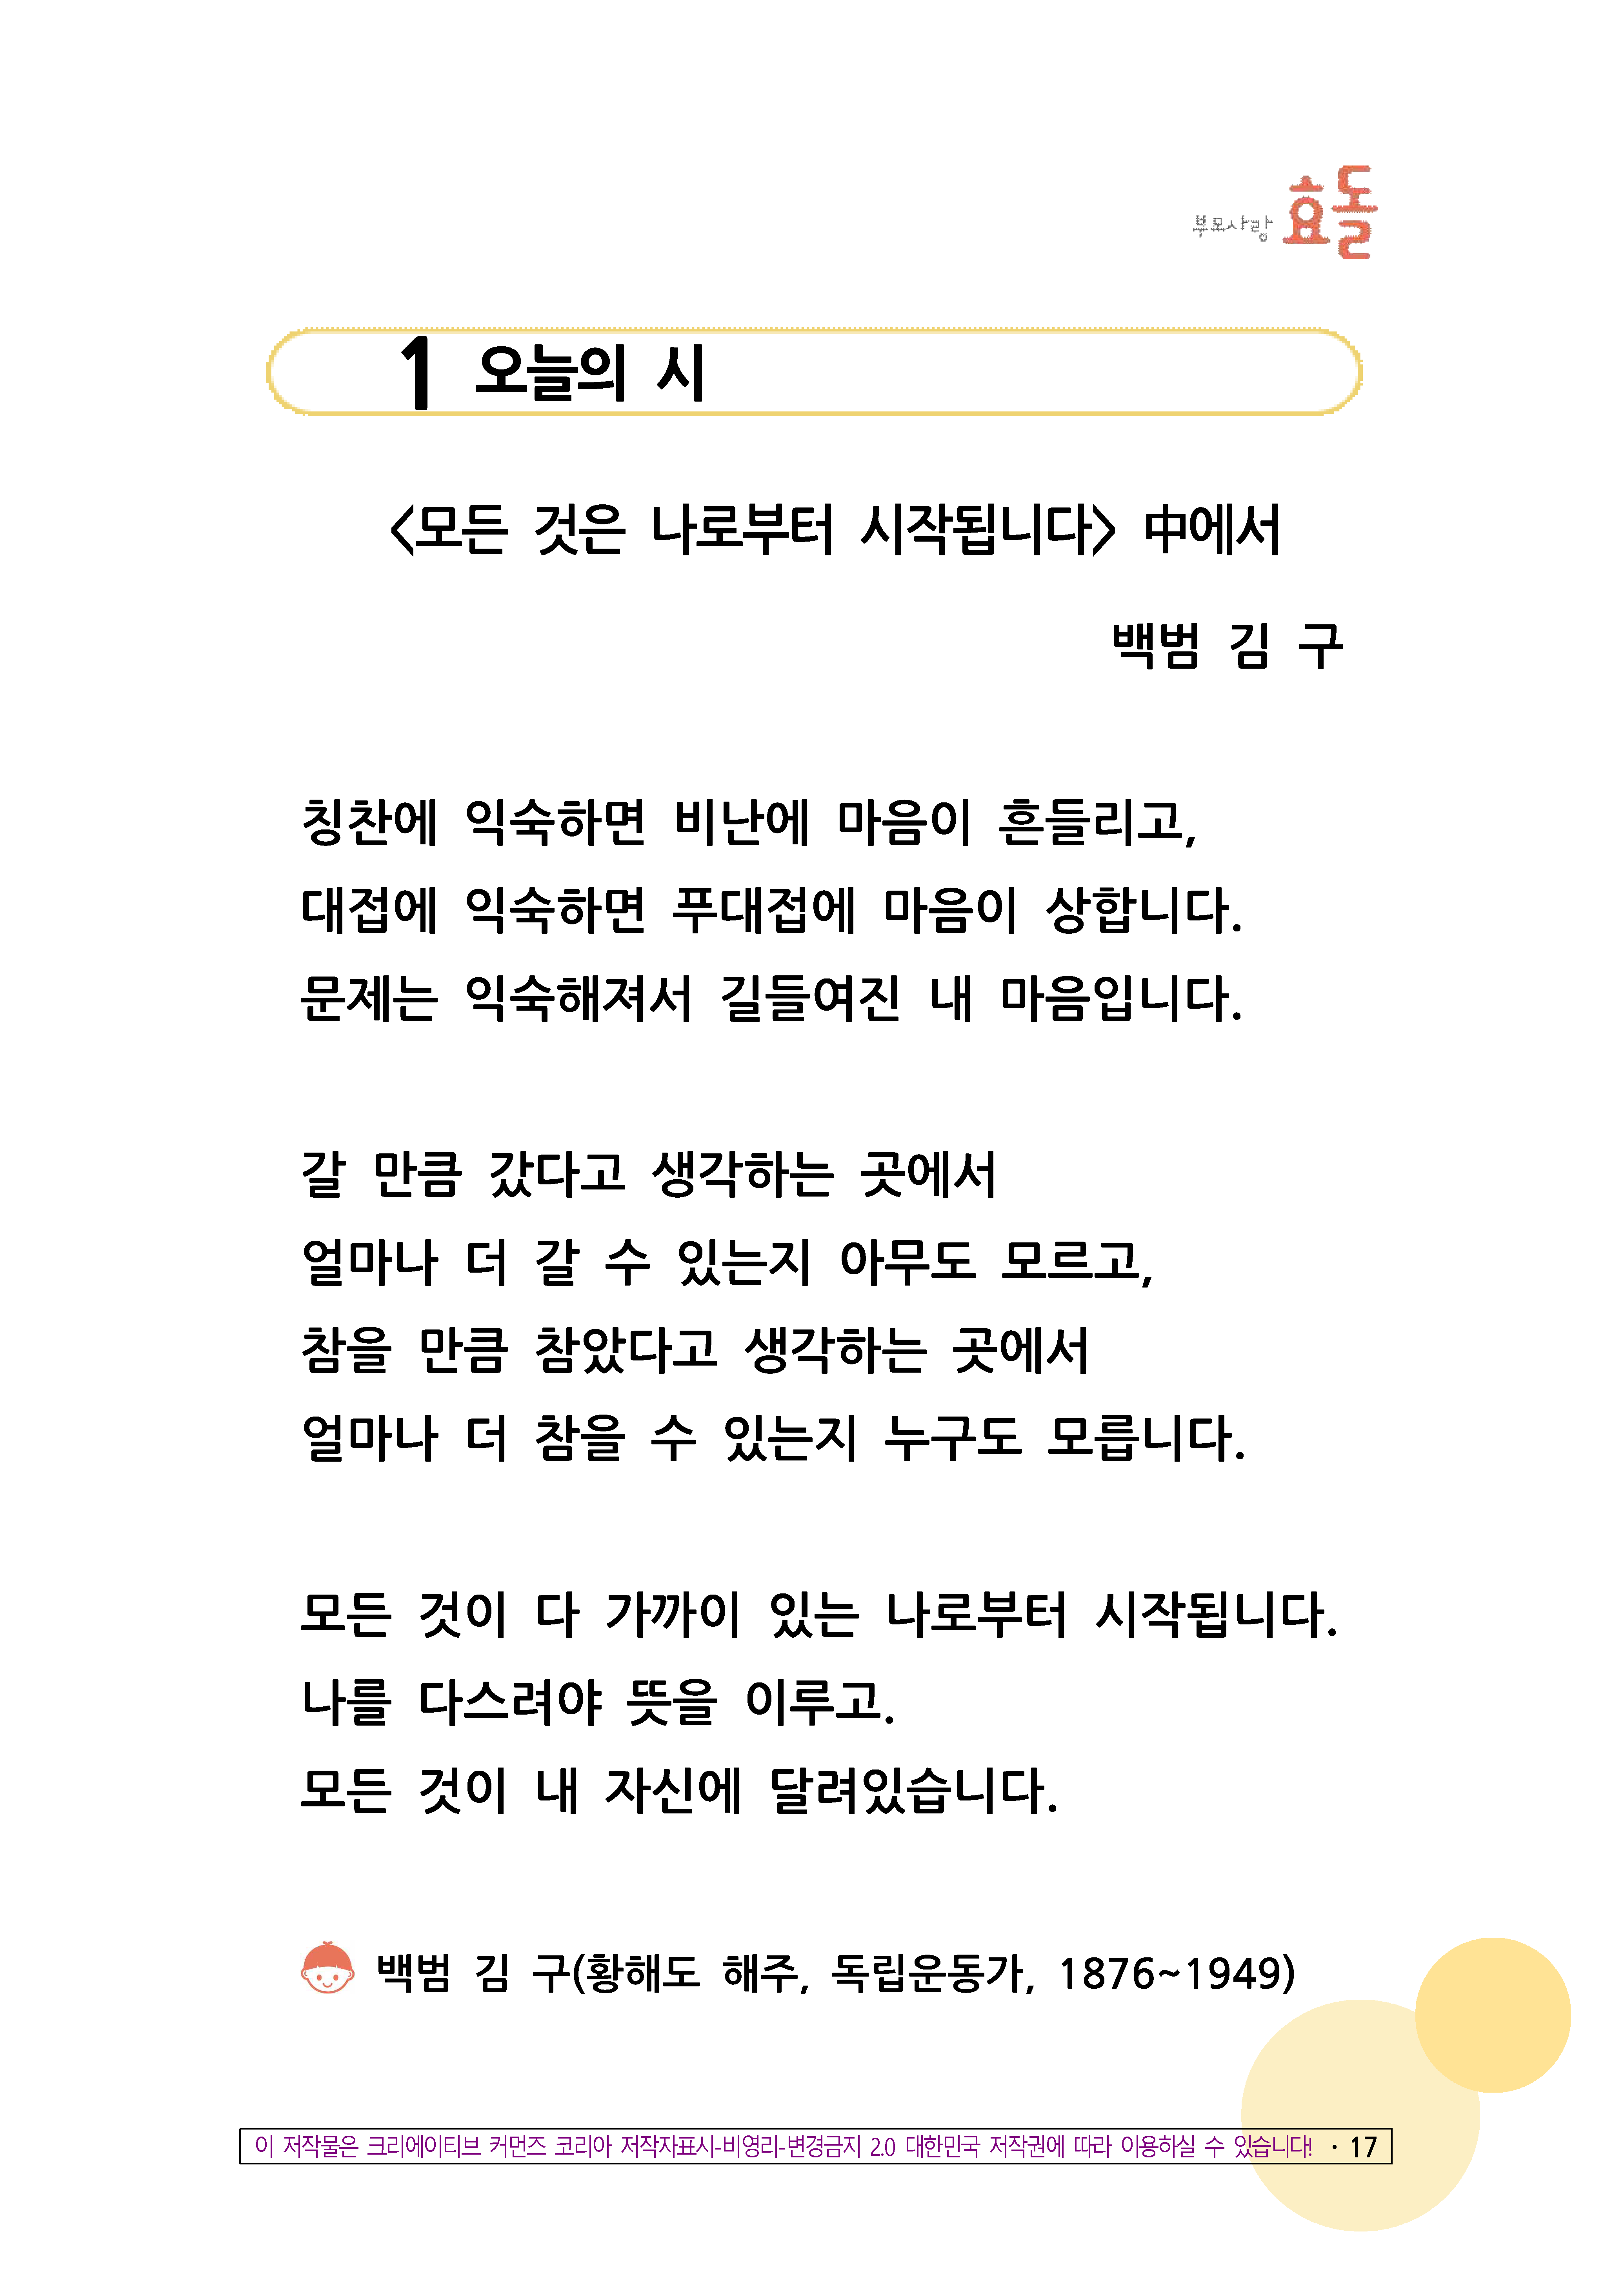 부모사랑 효돌
1 오늘의 시
<모든 것은 나로부터 시작됩니다> 中에서
백범 김 구
칭찬에 익숙하면 비난에 마음이 흔들리고,
대접에 익숙하면 푸대접에 마음이 상합니다.
문제는 익숙해져서 길들여진 내 마음입니다.
갈 만큼 갔다고 생각하는 곳에서
얼마나 더 갈 수 있는지 아무도 모르고,
참을 만큼 참았다고 생각하는 곳에서
얼마나 더 참을 수 있는지 누구도 모릅니다.
모든 것이 다 가까이 있는 나로부터 시작됩니다.
나를 다스려야 뜻을 이루고.
모든 것이 내 자신에 달려있습니다.
백범 김 구(황해도 해주, 독립운동가, 1876~1949)
이 저작물은 크리에이티브 커먼즈 코리아 저작자표시-비영리-변경금지 2.0 대한민국 저작권에 따라 이용하실 수 있습니다! · 17